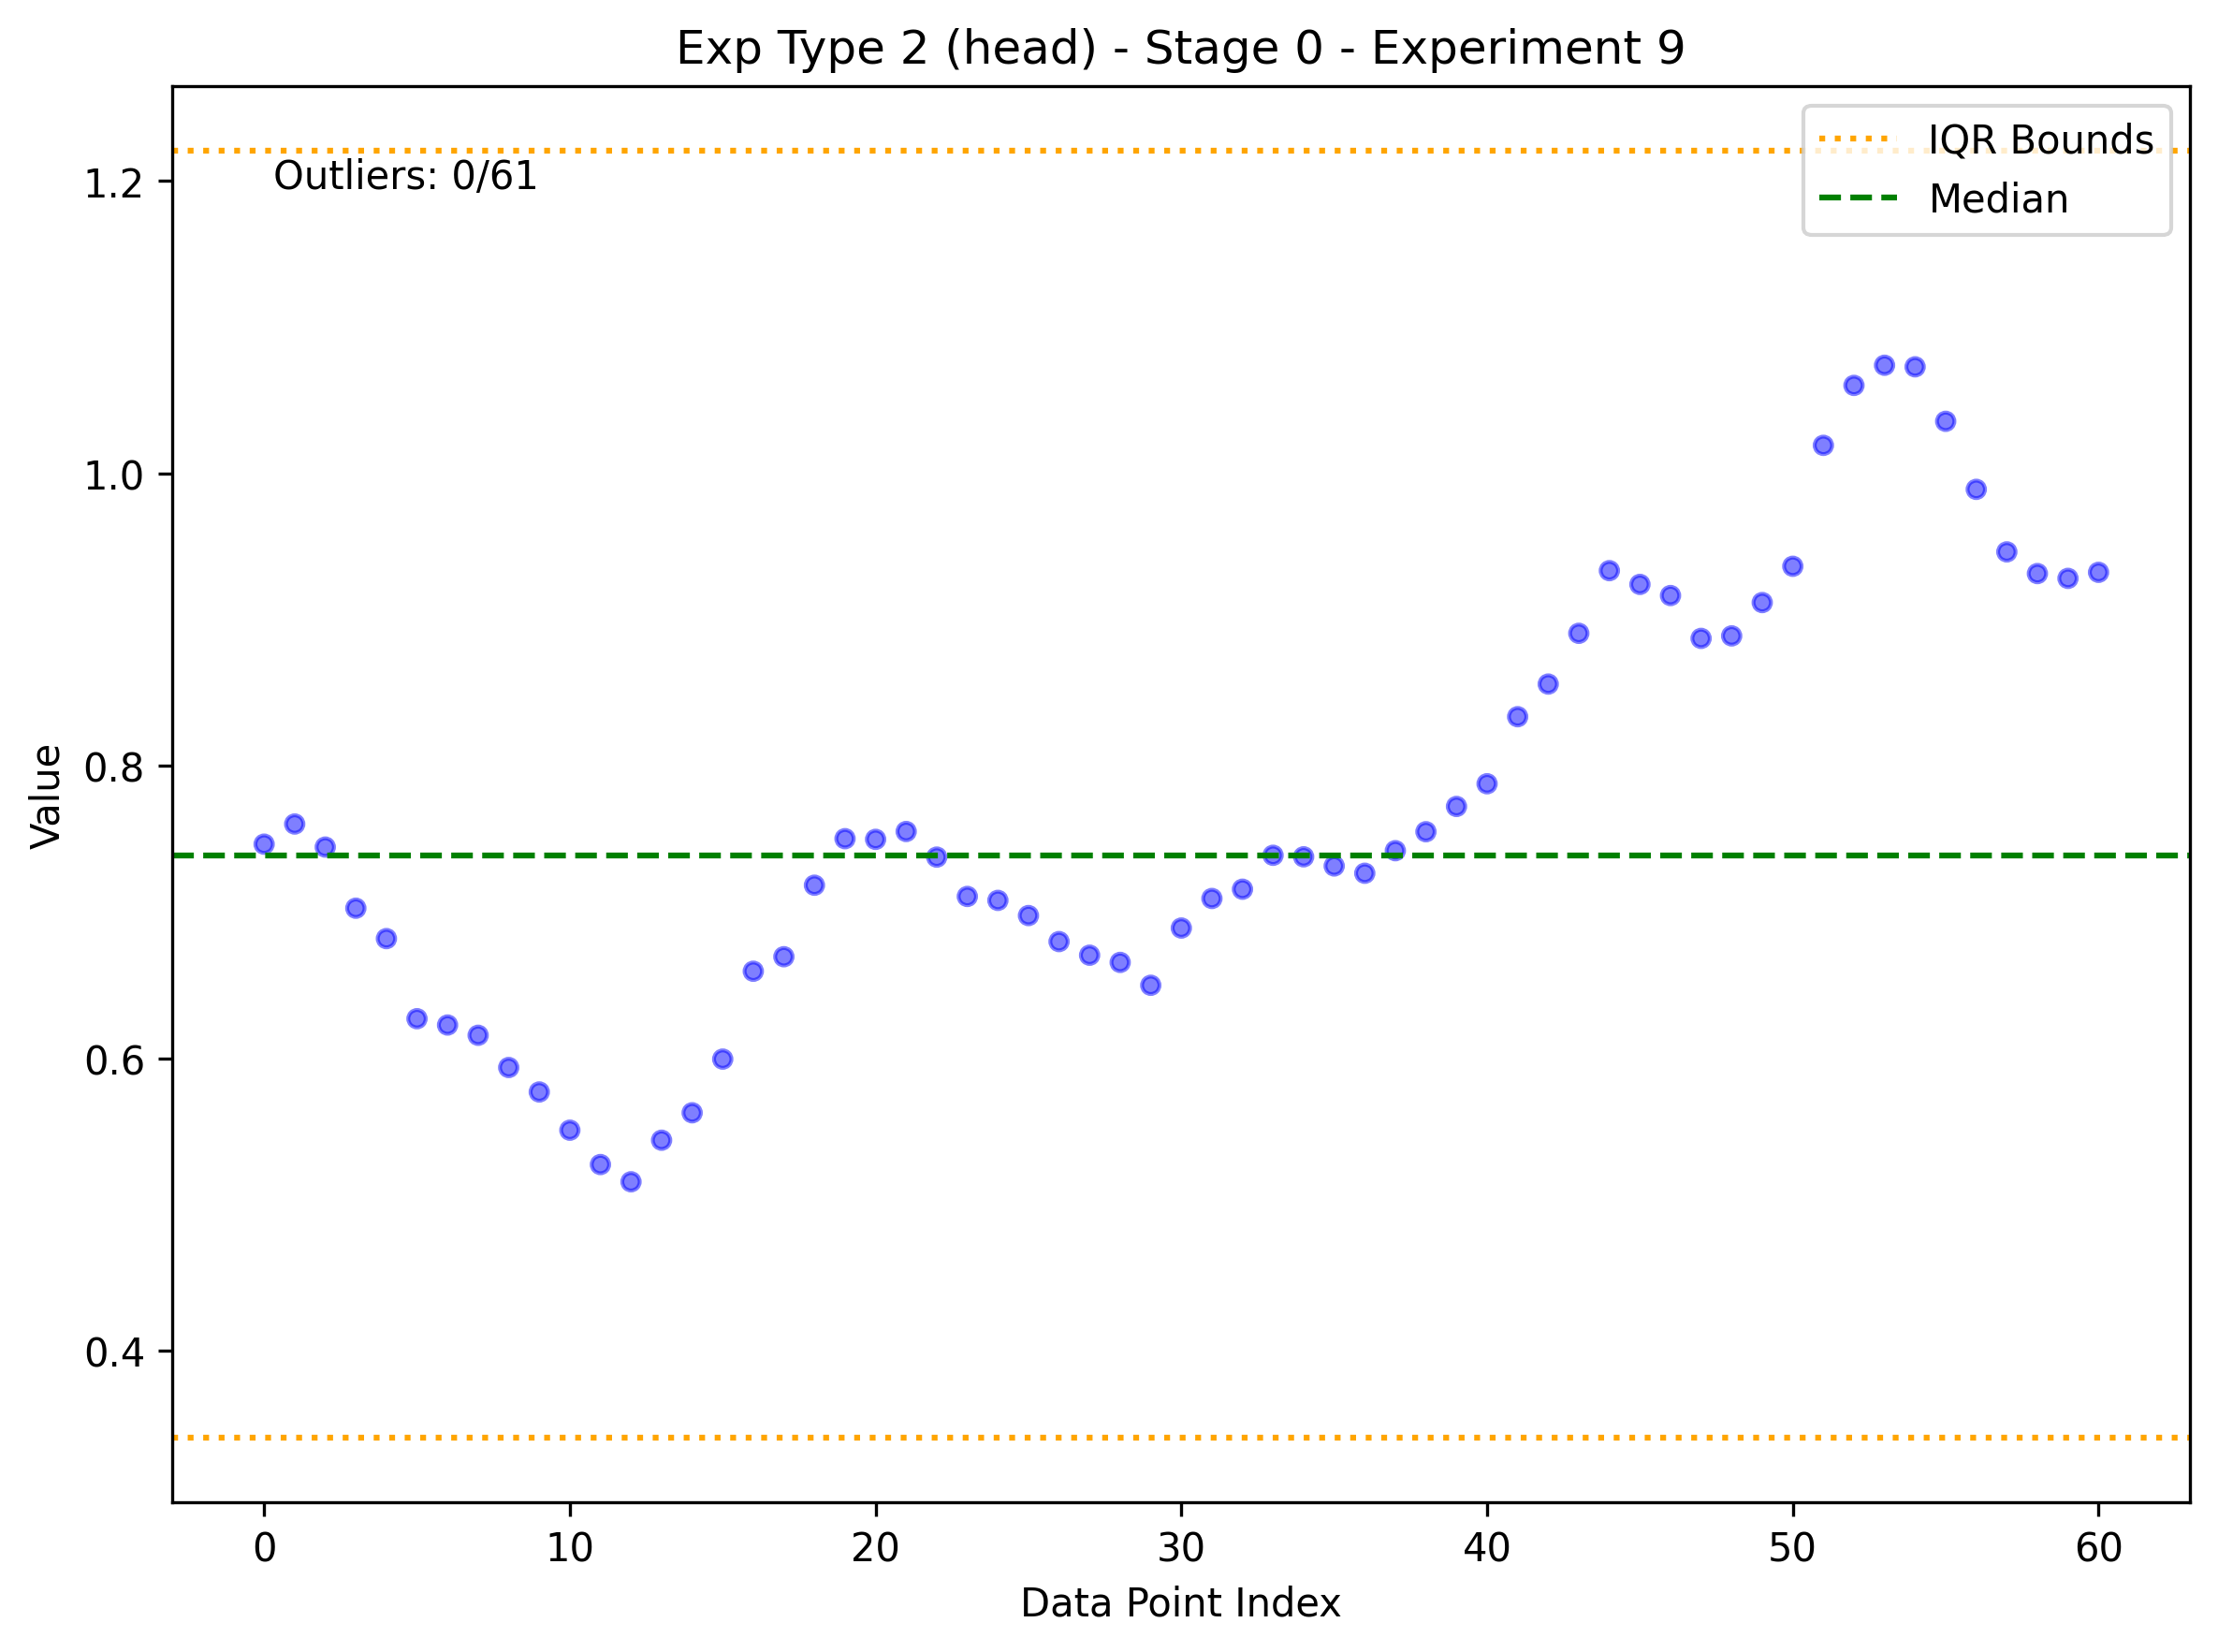 Exp Type 2 (head) - Stage 0 - Experiment 9
IQR Bounds
Median
Outliers: 0/61
1.2
1.0
0.8
0.6
0.4
Value
0 10 20 30 40 50 60
Data Point Index